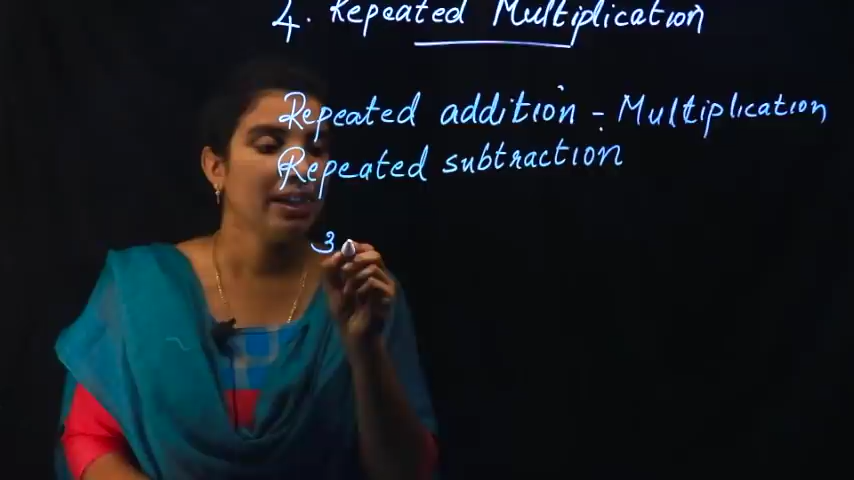 4. Repeated Multiplication
Repeated addition - Multiplication
Repeated subtraction
3